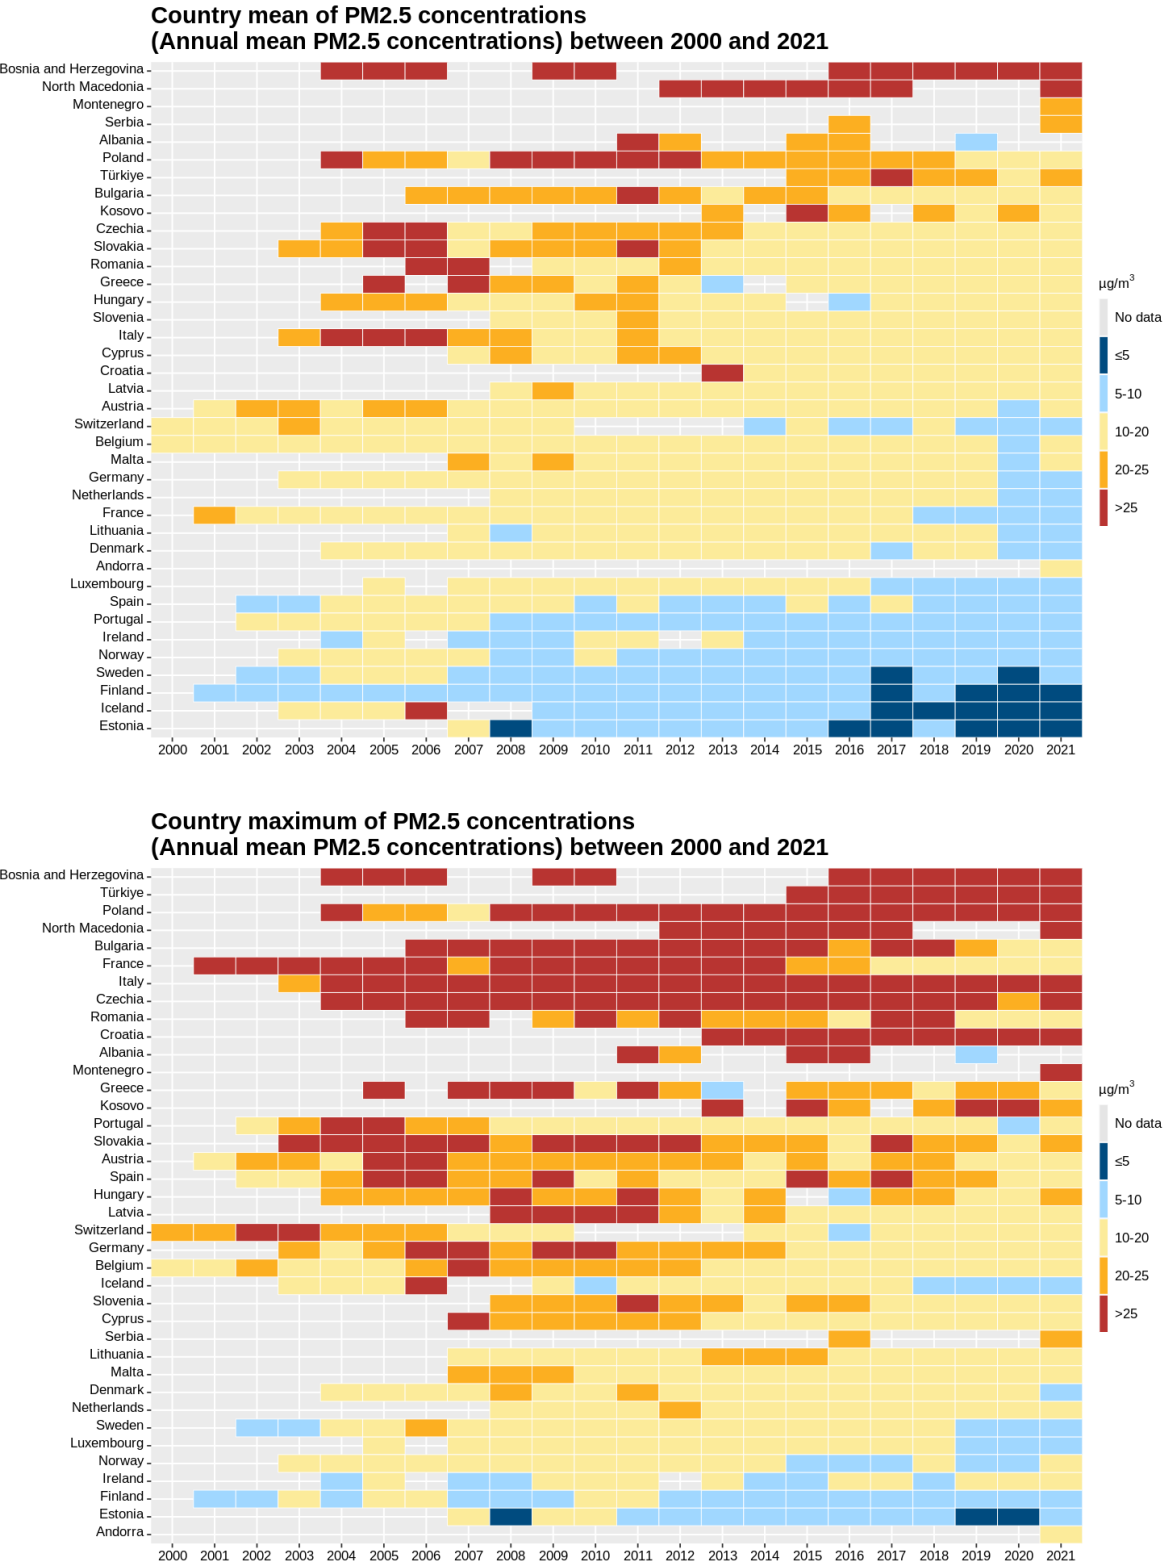 Country mean of PM2.5 concentrations
(Annual mean PM2.5 concentrations) between 2000 and 2021
Bosnia and Herzegovina
North Macedonia
Montenegro
Serbia
Albania
Poland
Türkiye
Bulgaria
Kosovo
Czechia
Slovakia
Romania
Greece
Hungary
Slovenia
Italy
Cyprus
Croatia
Latvia
Austria
Switzerland
Belgium
Malta
Germany
Netherlands
France
Lithuania
Denmark
Andorra
Luxembourg
Spain
Portugal
Ireland
Norway
Sweden
Finland
Iceland
Estonia
2000 2001 2002 2003 2004 2005 2006 2007 2008 2009 2010 2011 2012 2013 2014 2015 2016 2017 2018 2019 2020 2021
µg/m³
No data
≤5
5-10
10-20
20-25
>25
Country maximum of PM2.5 concentrations
(Annual mean PM2.5 concentrations) between 2000 and 2021
Bosnia and Herzegovina
Türkiye
Poland
North Macedonia
Bulgaria
France
Italy
Czechia
Romania
Croatia
Albania
Montenegro
Greece
Kosovo
Portugal
Slovakia
Austria
Spain
Hungary
Latvia
Switzerland
Germany
Belgium
Iceland
Slovenia
Cyprus
Serbia
Lithuania
Malta
Denmark
Netherlands
Sweden
Luxembourg
Norway
Ireland
Finland
Estonia
Andorra
2000 2001 2002 2003 2004 2005 2006 2007 2008 2009 2010 2011 2012 2013 2014 2015 2016 2017 2018 2019 2020 2021
µg/m³
No data
≤5
5-10
10-20
20-25
>25